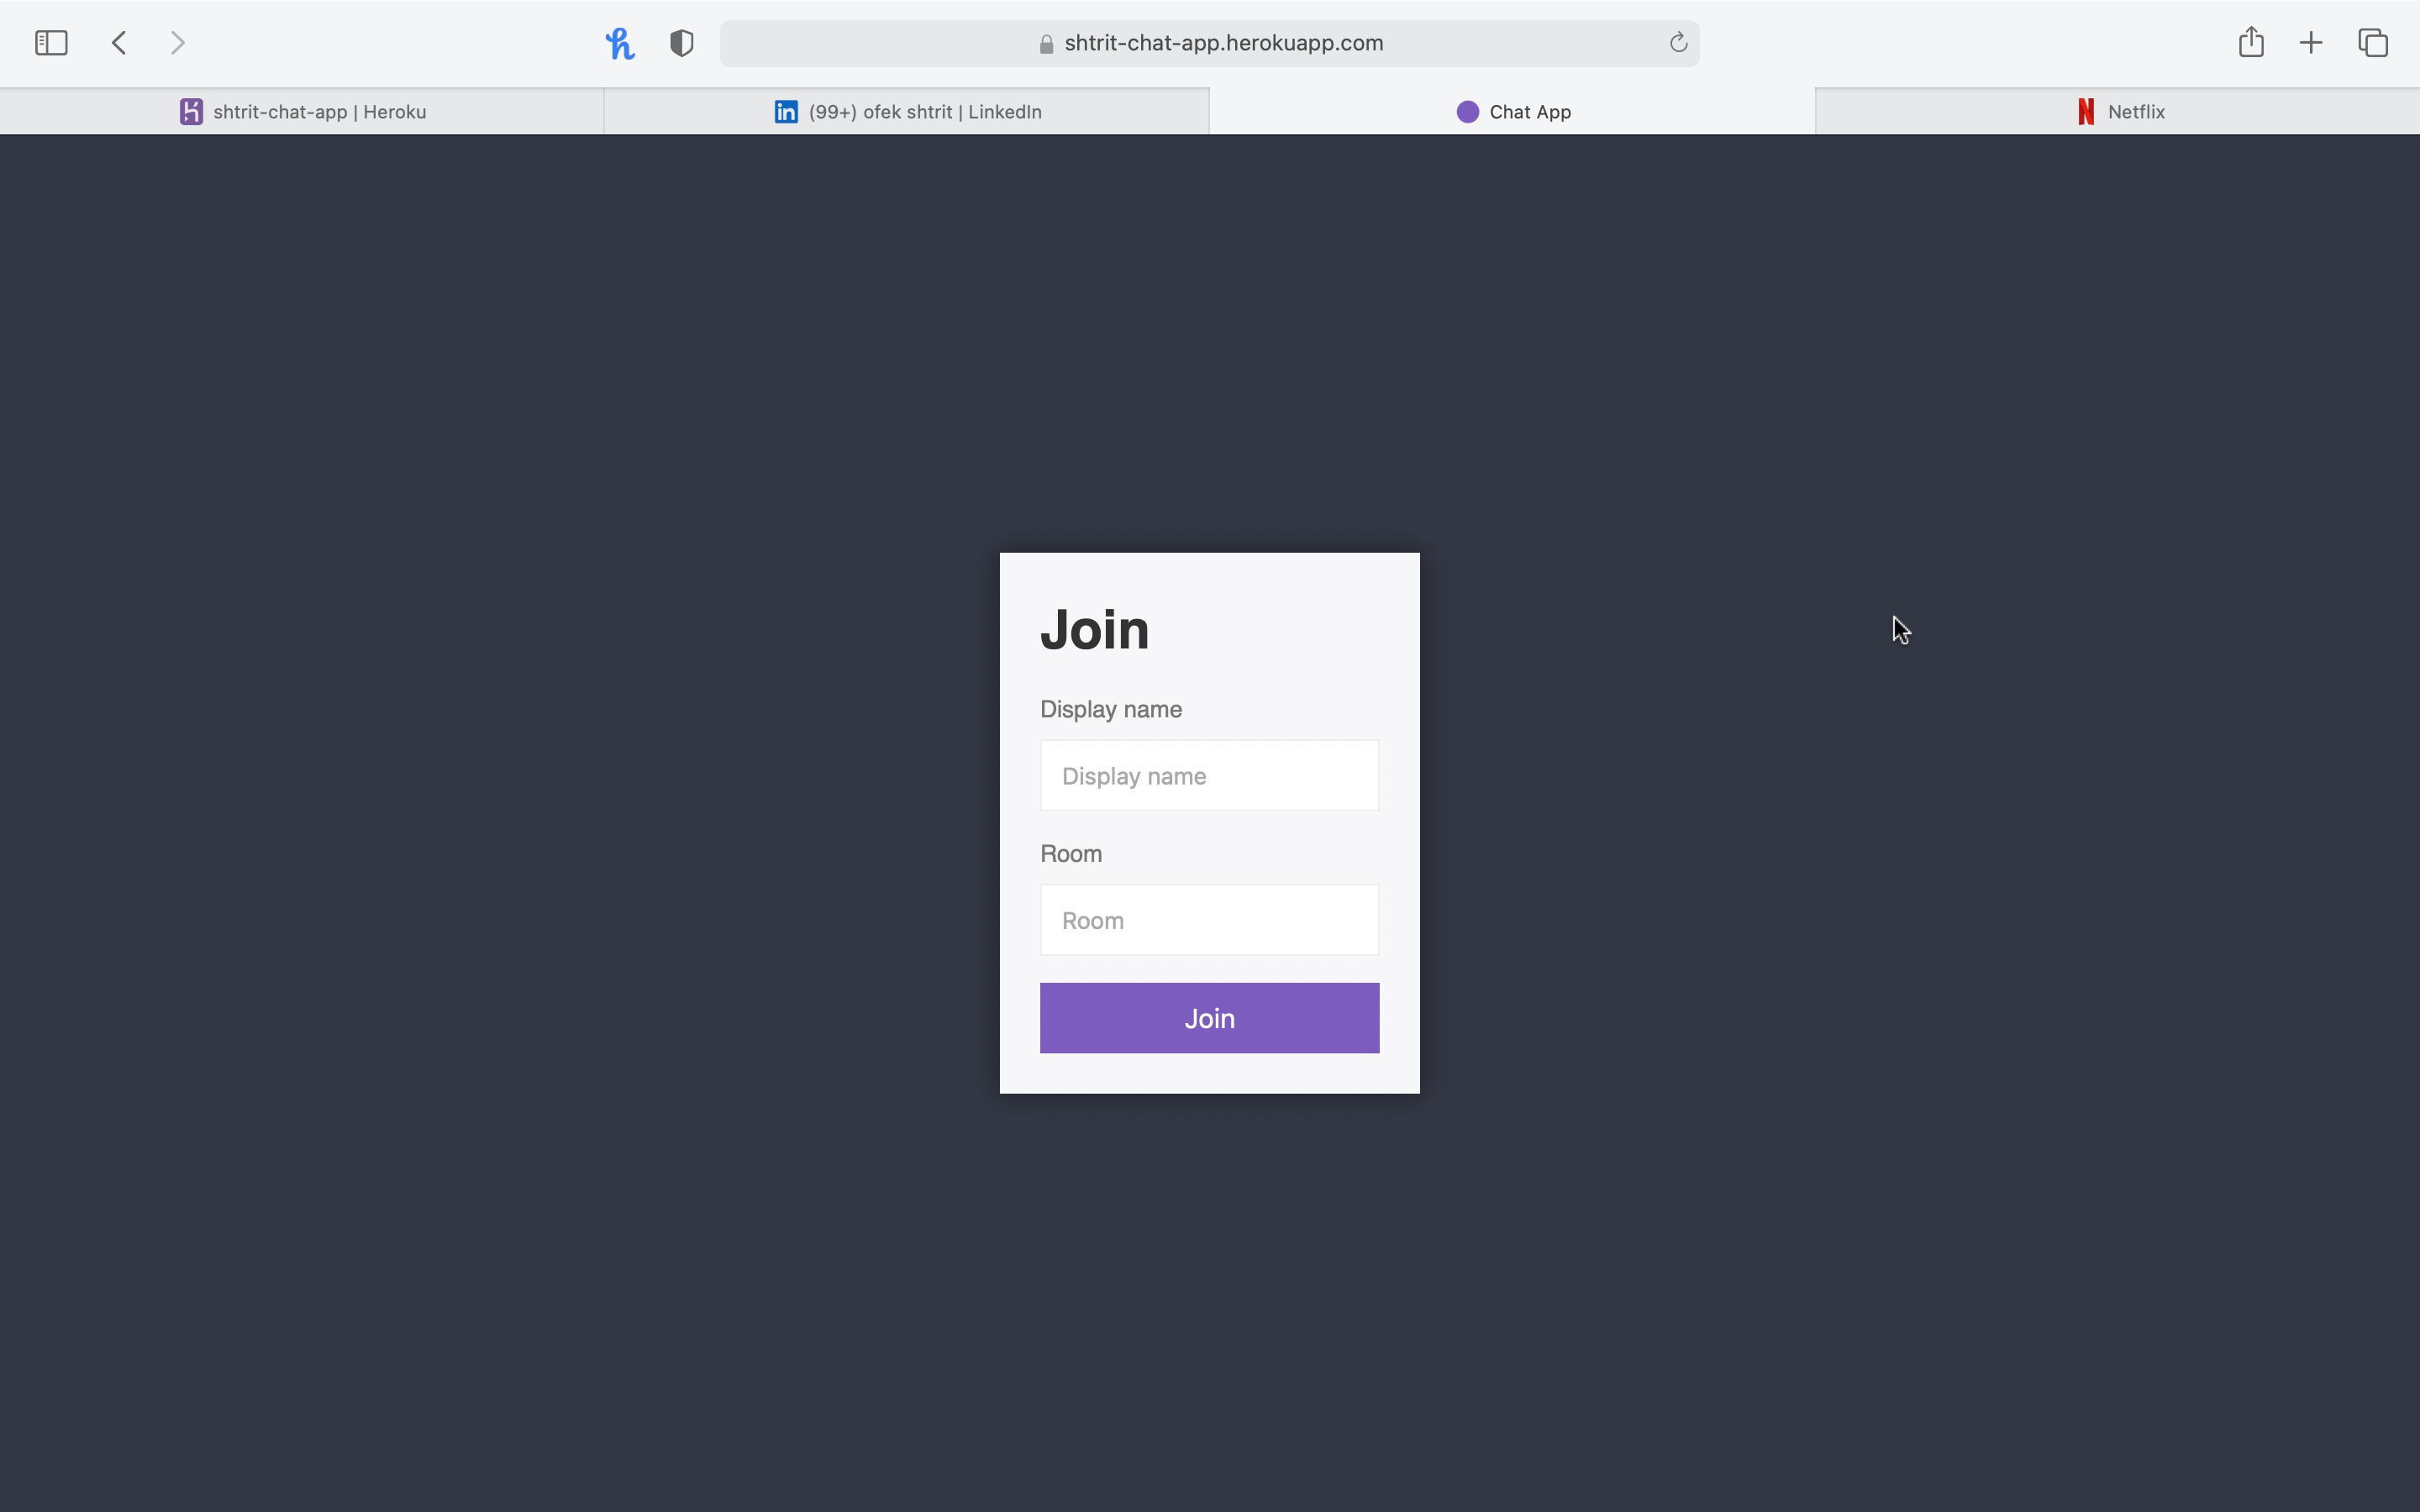 shtrit-chat-app.herokuapp.com
shtrit-chat-app | Heroku
(99+) ofek shtrit | LinkedIn
Chat App
Netflix
Join
Display name
Display name
Room
Room
Join